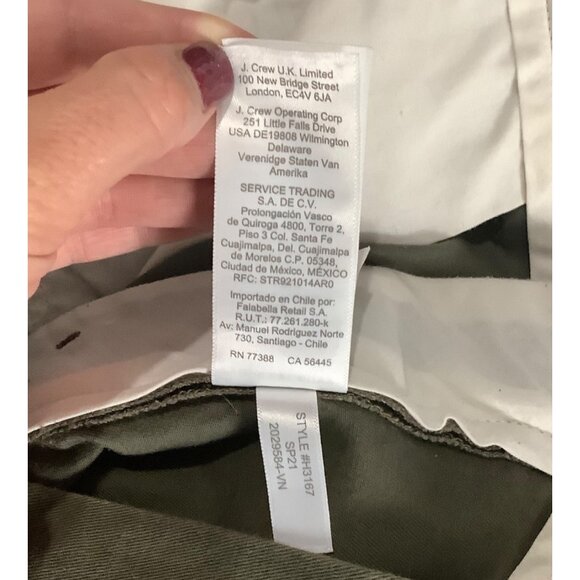 J. Crew U.K. Limited
100 New Bridge Street
London, EC4V 6JA
J. Crew Operating Corp
251 Little Falls Drive
USA DE19808 Wilmington
Delaware
Verenidge Staten Van
Amerika
SERVICE TRADING
S.A. DE C.V.
Prolongación Vasco
de Quiroga 4800, Torre 2,
Piso 3 Col. Santa Fe
Cuajimalpa, Del. Cuajimalpa
de Morelos C.P. 05348,
Ciudad de México, MÉXICO
RFC: STR921014AR0
Importado en Chile por:
Falabella Retail S.A.
R.U.T.: 77.261.280-k
Av: Manuel Rodriguez Norte
730, Santiago - Chile
RN 77388 CA 56445
STYLE #H3167
SP21
2029584-VN